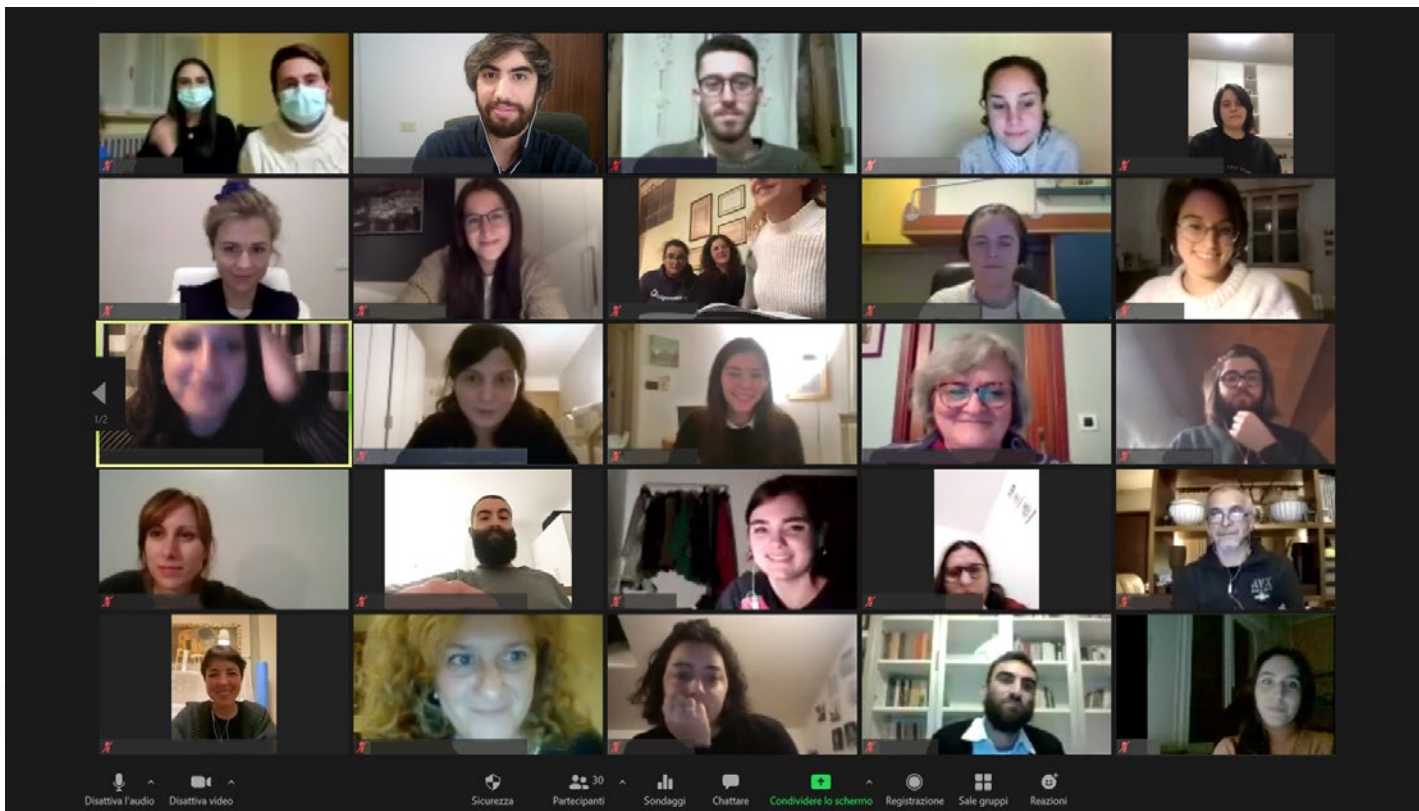 1/2
Disattiva l'audio
Disattiva video
Sicurezza
Partecipanti
30
Sondaggi
Chattare
Condividere lo schermo
Registrazione
Sale gruppi
Reazioni